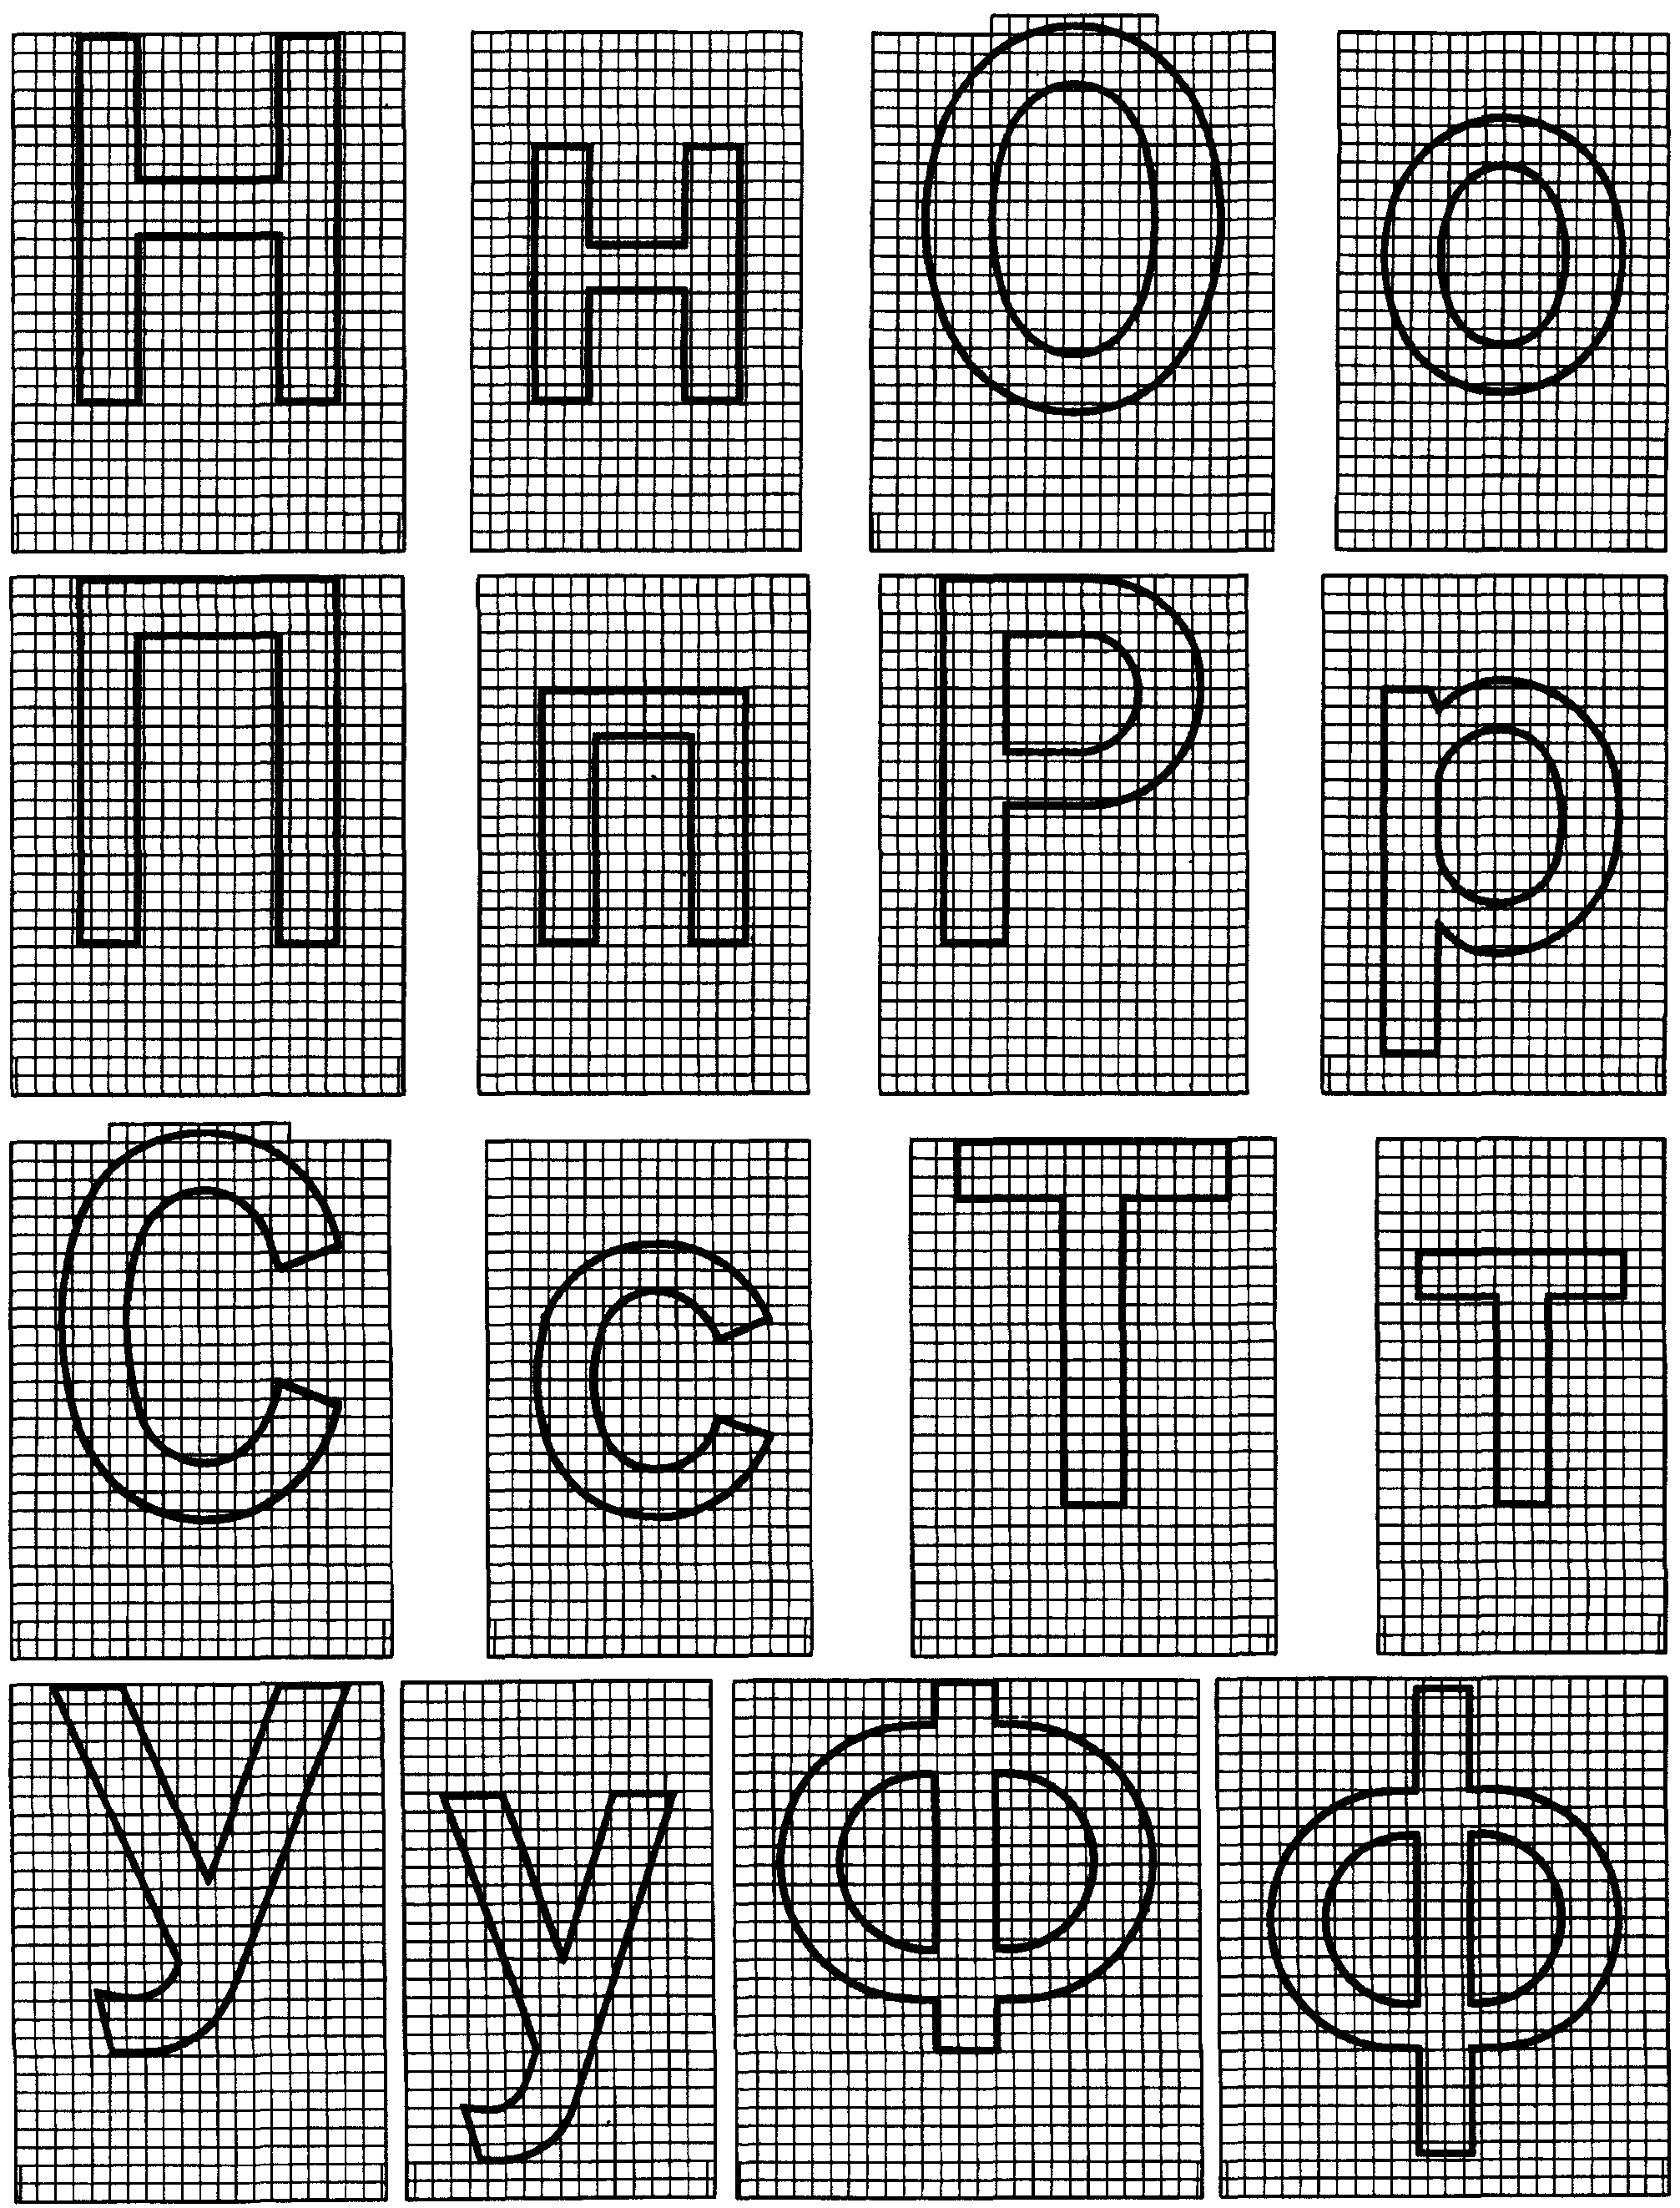 Н н О о
П п Р р
С с Т т
У у Ф ф